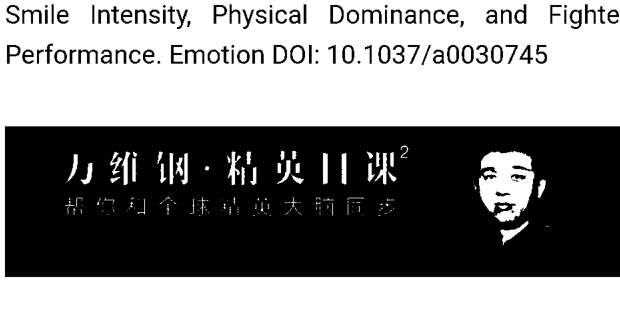 Smile Intensity, Physical Dominance, and Fighte
Performance. Emotion DOI: 10.1037/a0030745
万维钢·精英日课2
帮你和全球精英大脑同步